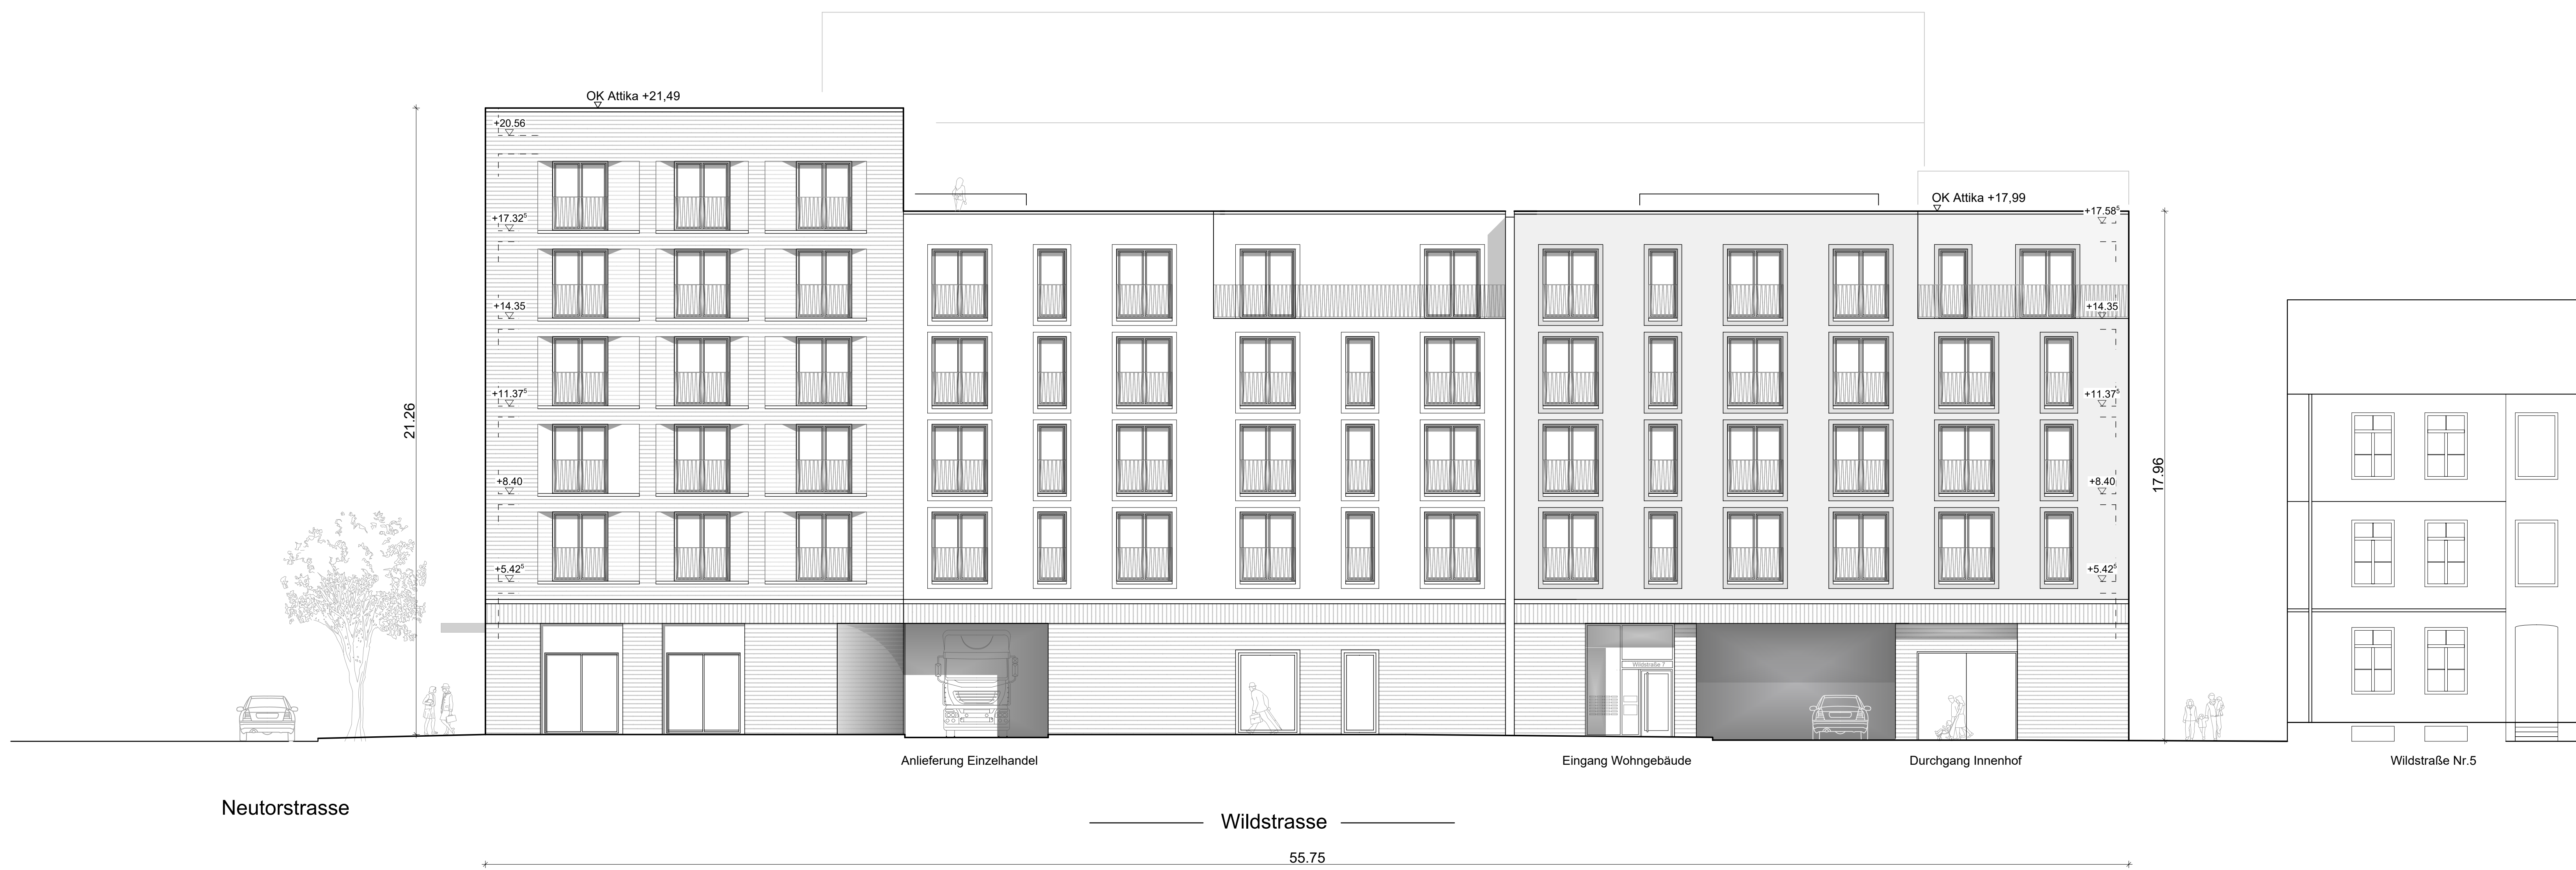 OK Attika +21,49
+20.56
OK Attika +17,99
+17.32⁵
+17.58⁵
+14.35
+14.35
+11.37⁵
+11.37⁵
21.26
17.96
+8.40
+8.40
+5.42⁵
+5.42⁵
Wildstraße 7
Anlieferung Einzelhandel
Eingang Wohngebäude
Durchgang Innenhof
Wildstraße Nr.5
Neutorstrasse
Wildstrasse
55.75